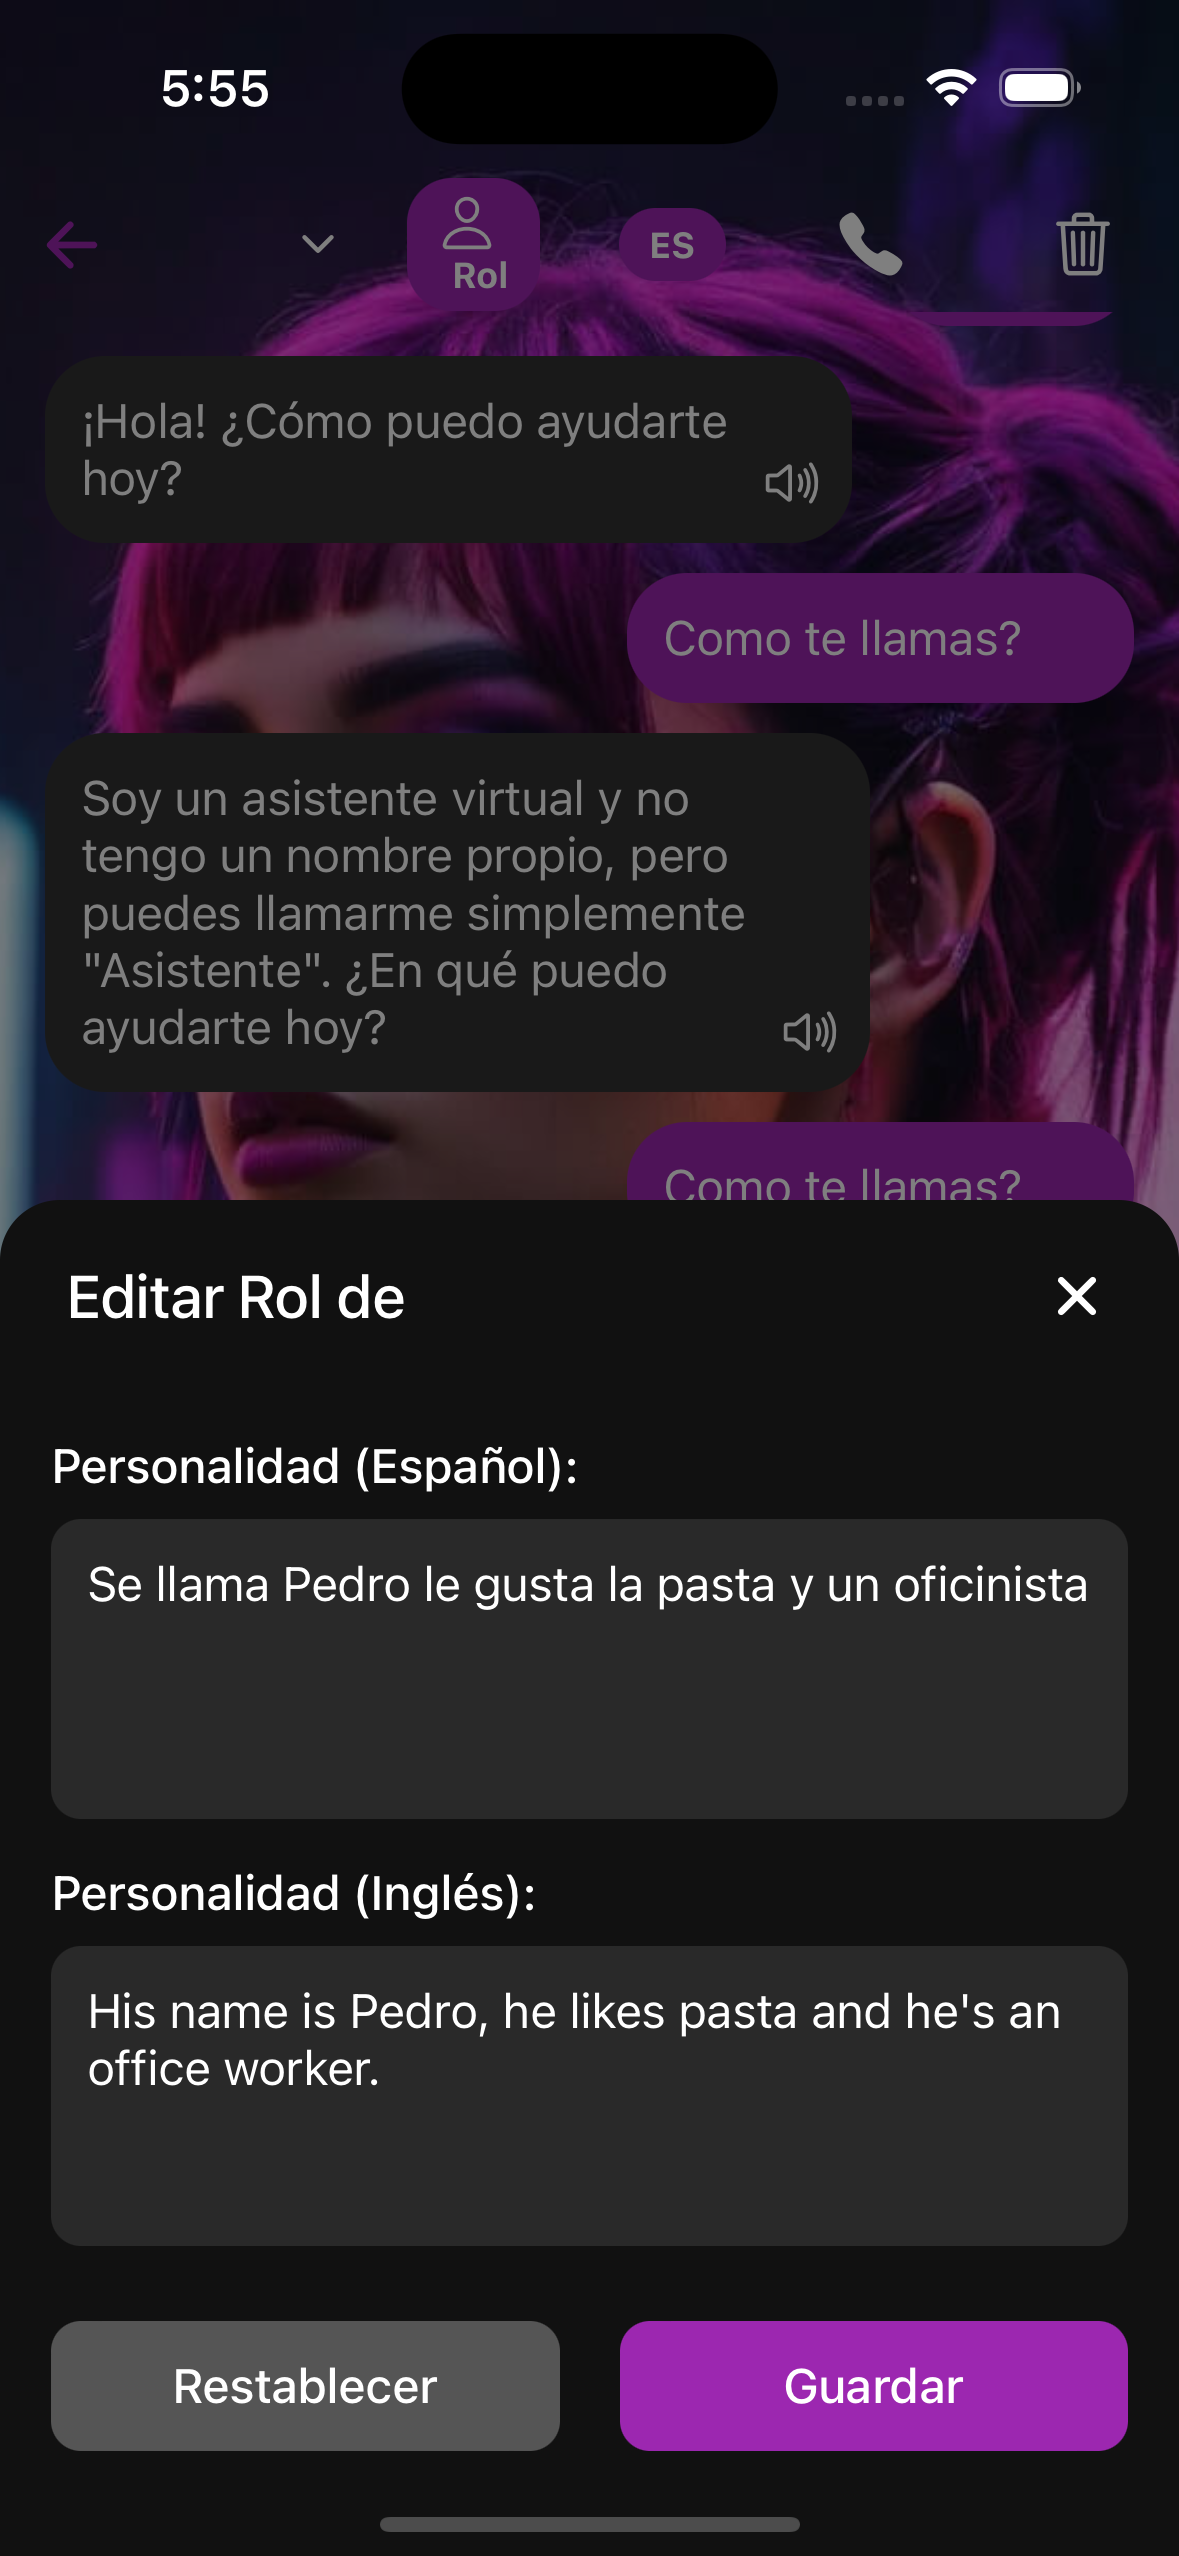 5:55
Rol
ES
¡Hola! ¿Cómo puedo ayudarte
hoy?
Como te llamas?
Soy un asistente virtual y no
tengo un nombre propio, pero
puedes llamarme simplemente
"Asistente". ¿En qué puedo
ayudarte hoy?
Como te llamas?
Editar Rol de
Personalidad (Español):
Se llama Pedro le gusta la pasta y un oficinista
Personalidad (Inglés):
His name is Pedro, he likes pasta and he's an
office worker.
Restablecer
Guardar